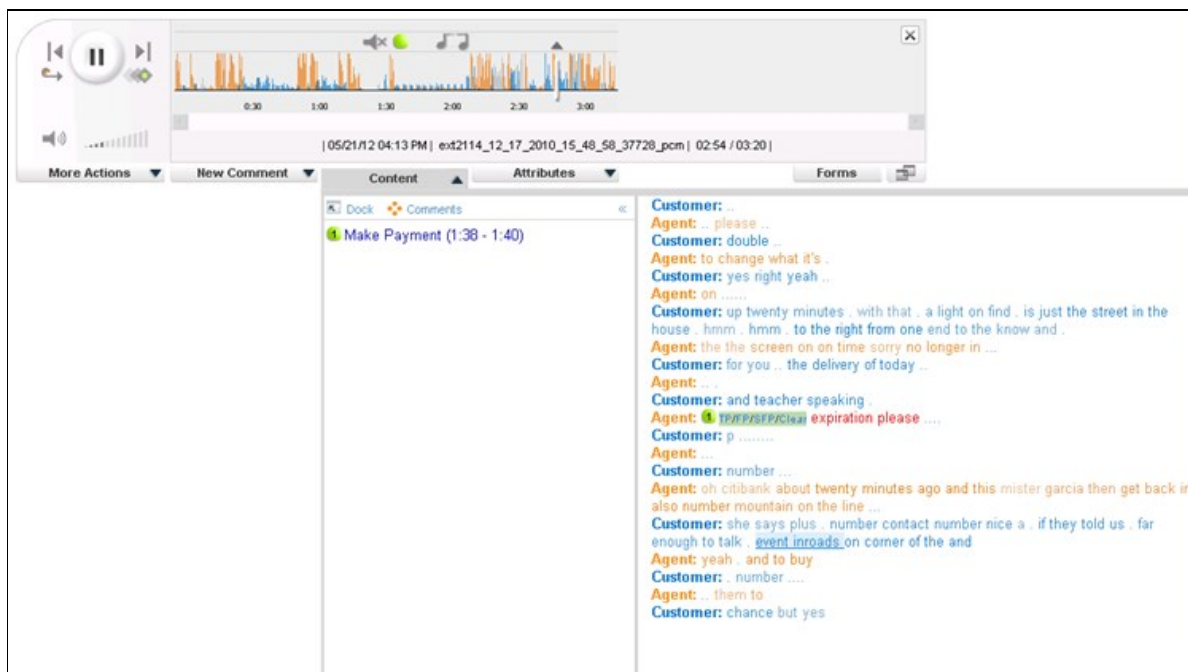 0:30 1:00 1:30 2:00 2:30 3:00
| 05/21/12 04:13 PM | ext2114_12_17_2010_15_48_58_37728_pcm | 02:54 / 03:20 |
More Actions New Comment Content Attributes Forms
Dock Comments «
1 Make Payment (1:38 - 1:40)
Customer: ..
Agent: .. please ..
Customer: double ..
Agent: to change what it's .
Customer: yes right yeah ..
Agent: on ......
Customer: up twenty minutes . with that . a light on find . is just the street in the
house . hmm . hmm . to the right from one end to the know and .
Agent: the the screen on on time sorry no longer in ...
Customer: for you .. the delivery of today ..
Agent: .. .
Customer: and teacher speaking .
Agent: 1 TP/FP/SFP/Clear expiration please ....
Customer: p ........
Agent: ...
Customer: number ...
Agent: oh citibank about twenty minutes ago and this mister garcia then get back in
also number mountain on the line ...
Customer: she says plus . number contact number nice a . if they told us . far
enough to talk . event inroads on corner of the and
Agent: yeah . and to buy
Customer: . number ....
Agent: .. them to
Customer: chance but yes